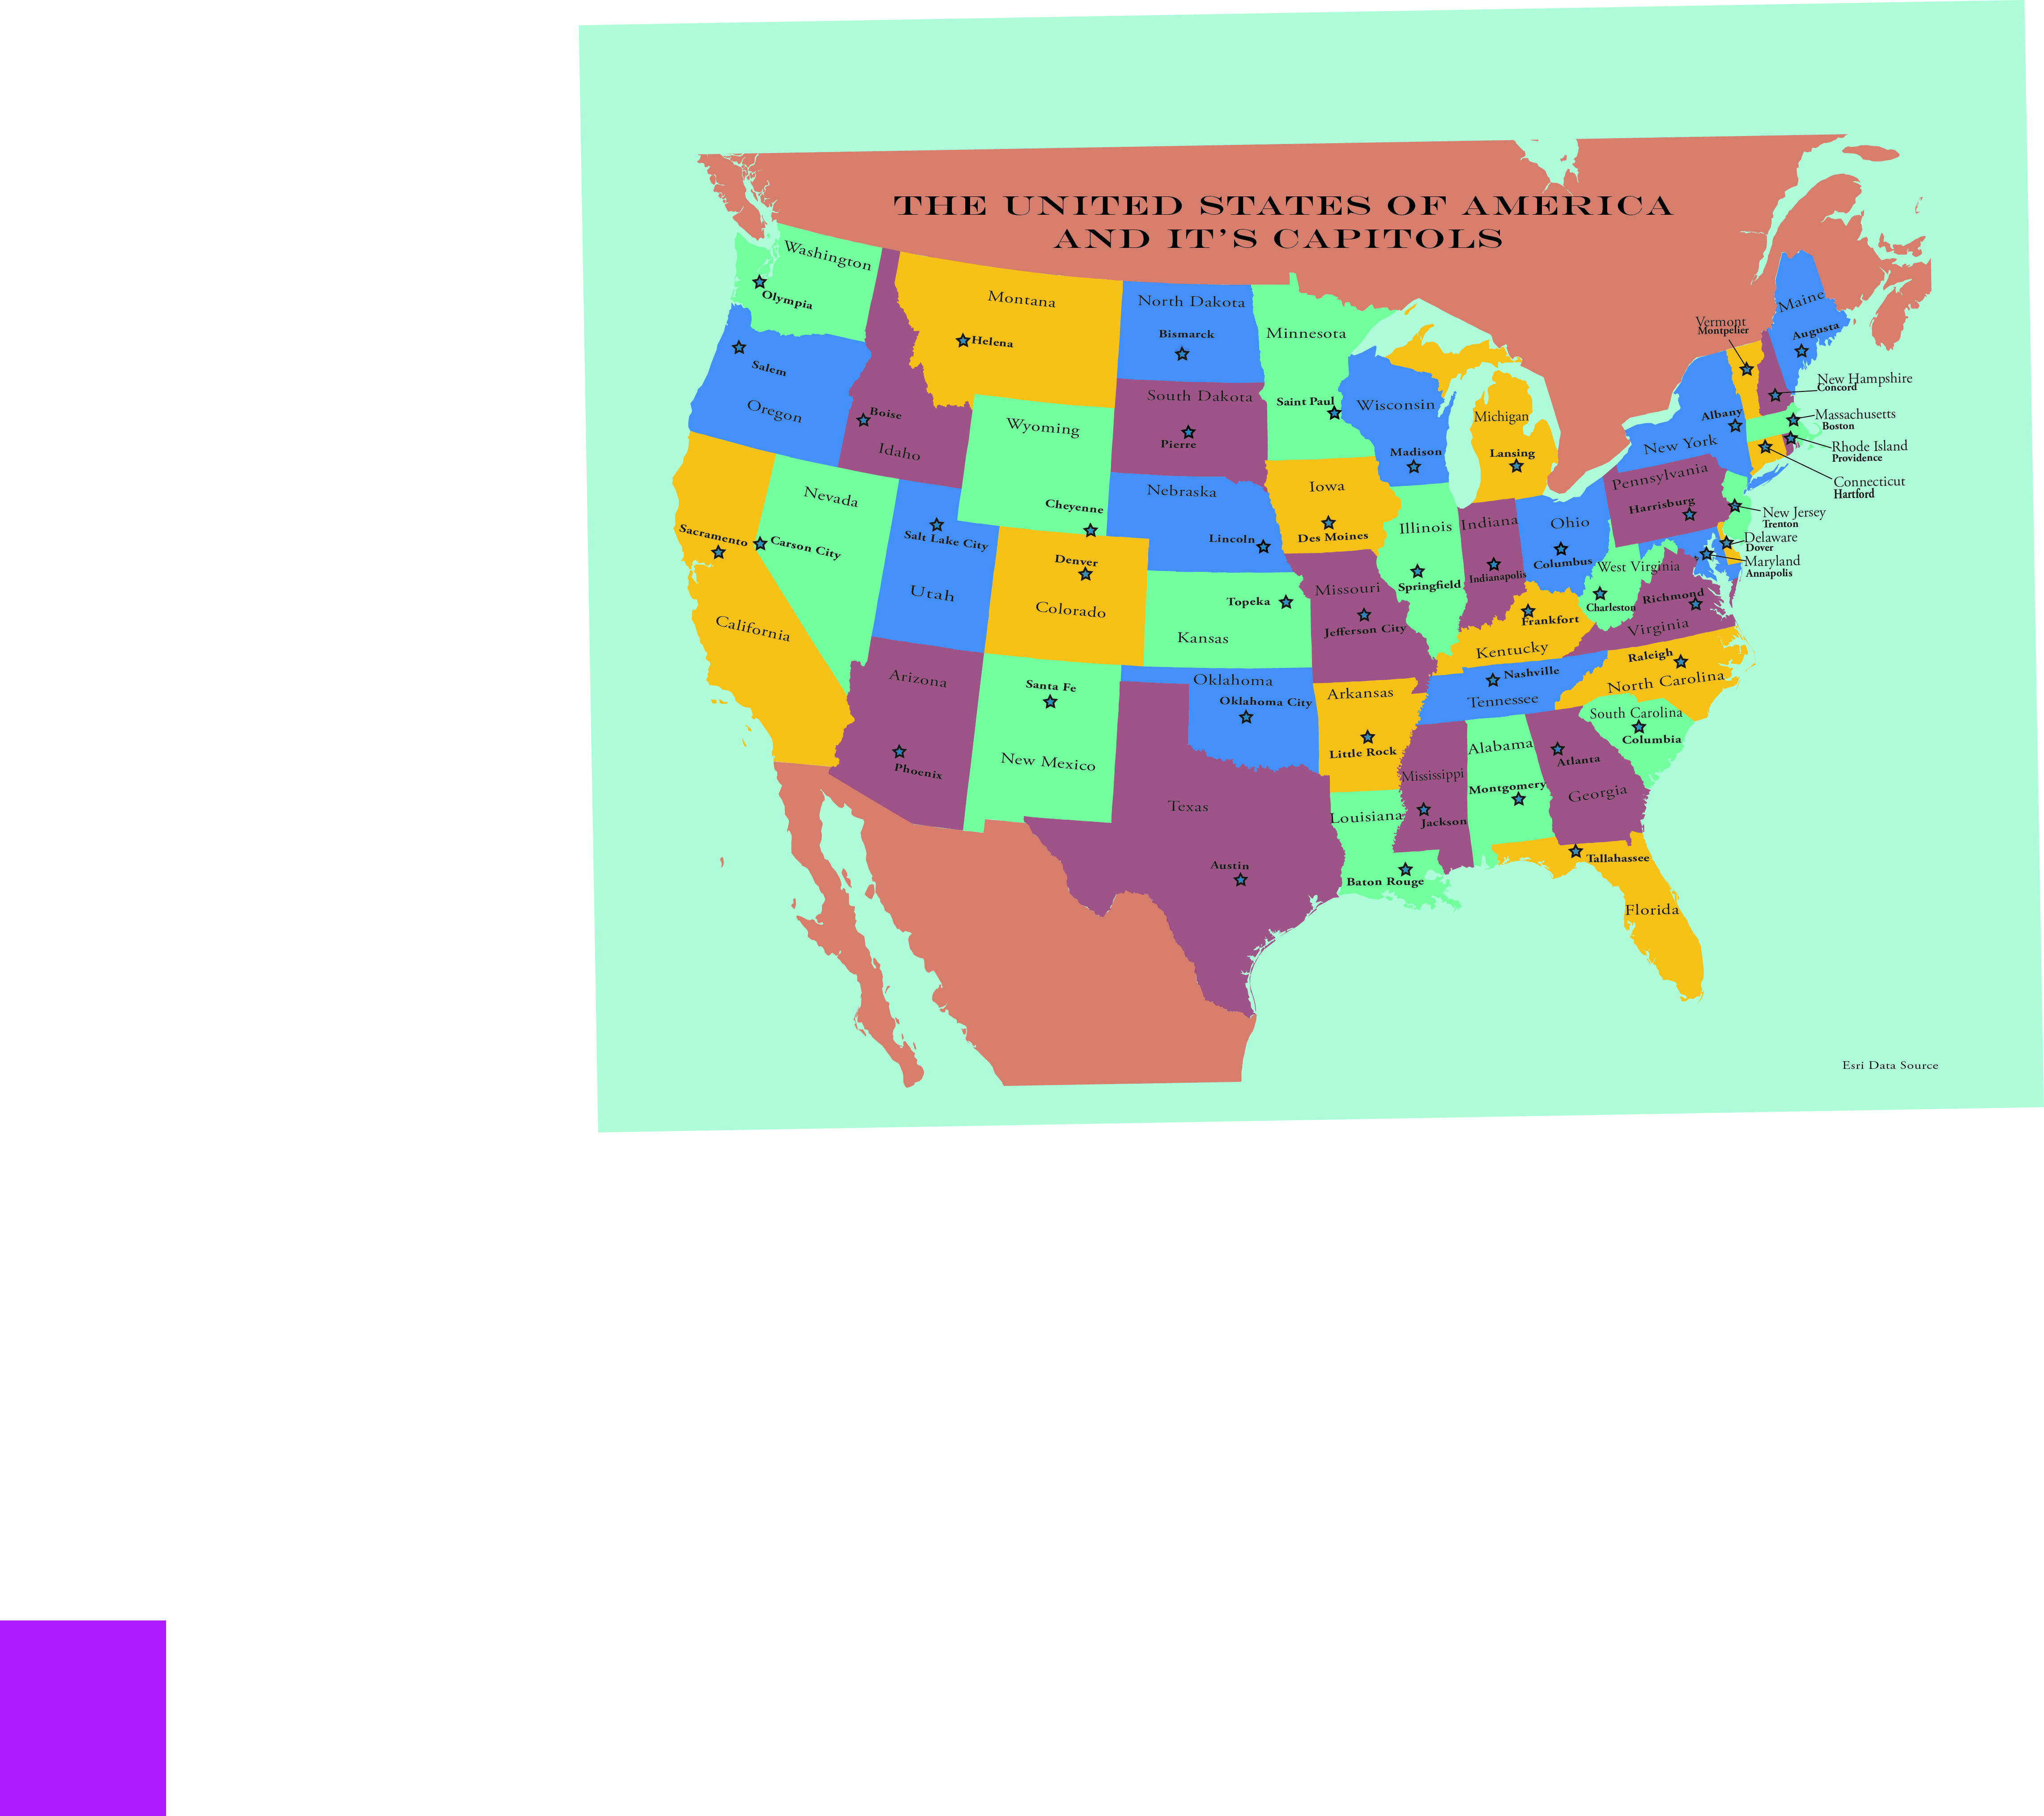 THE UNITED STATES OF AMERICA
AND IT'S CAPITOLS
Washington
Olympia
Salem
Oregon
Boise
Idaho
Montana
Helena
Wyoming
Cheyenne
North Dakota
Bismarck
South Dakota
Pierre
Nebraska
Lincoln
Minnesota
Saint Paul
Wisconsin
Madison
Michigan
Lansing
Iowa
Des Moines
Illinois
Springfield
Indiana
Indianapolis
Ohio
Columbus
Pennsylvania
Harrisburg
New York
Albany
Vermont
Montpelier
Maine
Augusta
New Hampshire
Concord
Massachusetts
Boston
Rhode Island
Providence
Connecticut
Hartford
New Jersey
Trenton
Delaware
Dover
Maryland
Annapolis
Nevada
Carson City
Sacramento
California
Salt Lake City
Utah
Denver
Colorado
Topeka
Kansas
Missouri
Jefferson City
West Virginia
Charleston
Richmond
Virginia
Frankfort
Kentucky
Nashville
Tennessee
Raleigh
North Carolina
South Carolina
Columbia
Arizona
Phoenix
Santa Fe
New Mexico
Oklahoma
Oklahoma City
Arkansas
Little Rock
Texas
Austin
Louisiana
Baton Rouge
Mississippi
Jackson
Alabama
Montgomery
Atlanta
Georgia
Tallahassee
Florida
Esri Data Source